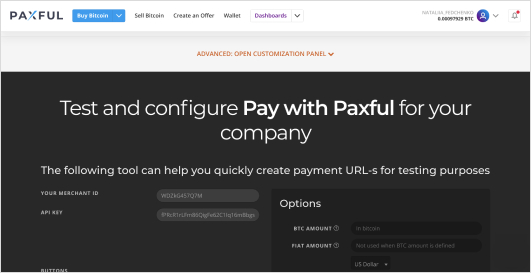 PAXFUL Buy Bitcoin Sell Bitcoin Create an Offer Wallet Dashboards NATALIIA.FEDCHENKO
0.00097929 BTC
ADVANCED: OPEN CUSTOMIZATION PANEL
Test and configure Pay with Paxful for your
company
The following tool can help you quickly create payment URL-s for testing purposes
YOUR MERCHANT ID WDZkG457Q7M
API KEY
Options
BTC AMOUNT In bitcoin
FIAT AMOUNT Not used when BTC amount is defined
US Dollar
BUTTONS